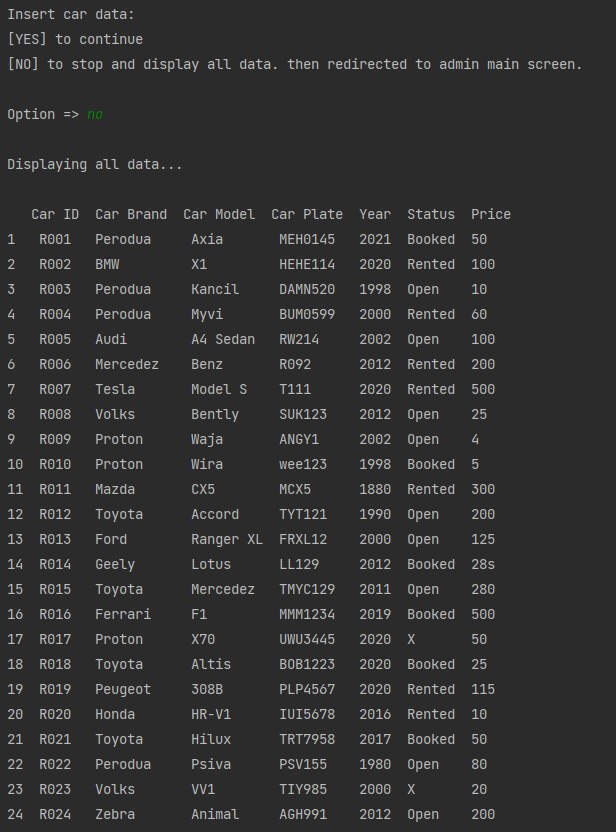 Insert car data:
[YES] to continue
[NO] to stop and display all data. then redirected to admin main screen.
Option => no
Displaying all data...
Car ID  Car Brand  Car Model  Car Plate  Year  Status  Price
1   R001   Perodua     Axia       MEH0145   2021  Booked  50
2   R002   BMW         X1         HEHE114   2020  Rented  100
3   R003   Perodua     Kancil     DAMN520   1998  Open    10
4   R004   Perodua     Myvi       BUM0599   2000  Rented  60
5   R005   Audi        A4 Sedan   RW214     2002  Open    100
6   R006   Mercedez    Benz       R092      2012  Rented  200
7   R007   Tesla       Model S    T111      2020  Rented  500
8   R008   Volks       Bently     SUK123    2012  Open    25
9   R009   Proton      Waja       ANGY1     2002  Open    4
10  R010   Proton      Wira       wee123    1998  Booked  5
11  R011   Mazda       CX5        MCX5      1880  Rented  300
12  R012   Toyota      Accord     TYT121    1990  Open    200
13  R013   Ford        Ranger XL  FRXL12    2000  Open    125
14  R014   Geely       Lotus      LL129     2012  Booked  28s
15  R015   Toyota      Mercedez   TMYC129   2011  Open    280
16  R016   Ferrari     F1         MMM1234   2019  Booked  500
17  R017   Proton      X70        UWU3445   2020  X       50
18  R018   Toyota      Altis      BOB1223   2020  Booked  25
19  R019   Peugeot     308B       PLP4567   2020  Rented  115
20  R020   Honda       HR-V1      IUI5678   2016  Rented  10
21  R021   Toyota      Hilux      TRT7958   2017  Booked  50
22  R022   Perodua     Psiva      PSV155    1980  Open    80
23  R023   Volks       VV1        TIY985    2000  X       20
24  R024   Zebra       Animal     AGH991    2012  Open    200